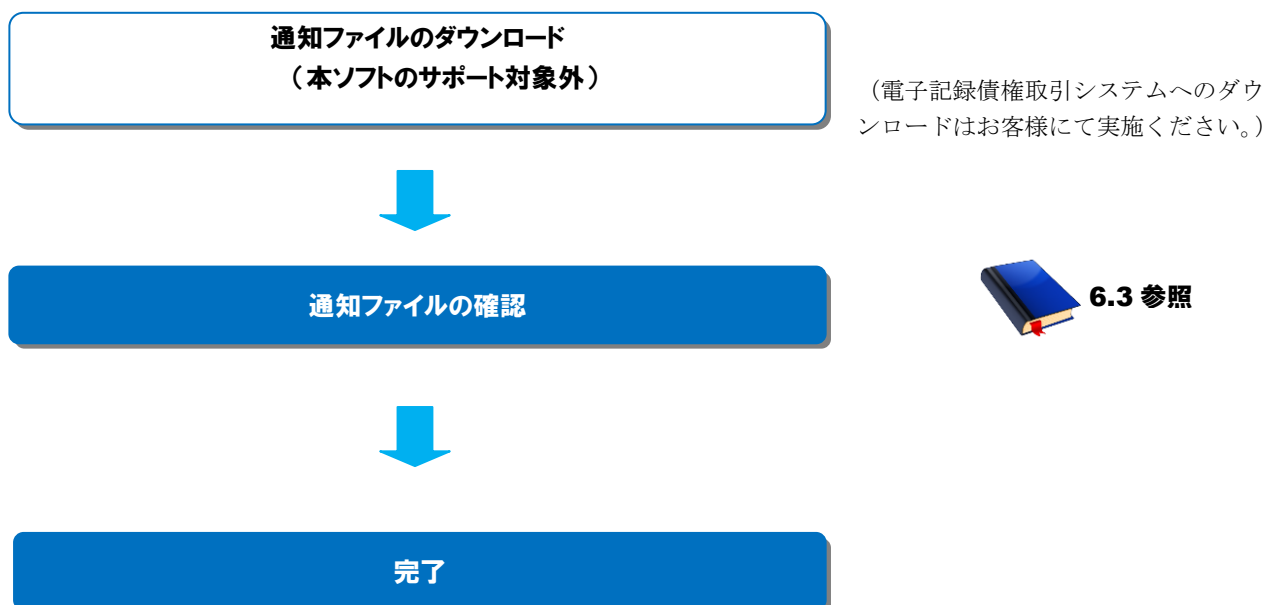 通知ファイルのダウンロード
（本ソフトのサポート対象外）
（電子記録債権取引システムへのダウ
ンロードはお客様にて実施ください。）
通知ファイルの確認
6.3 参照
完了